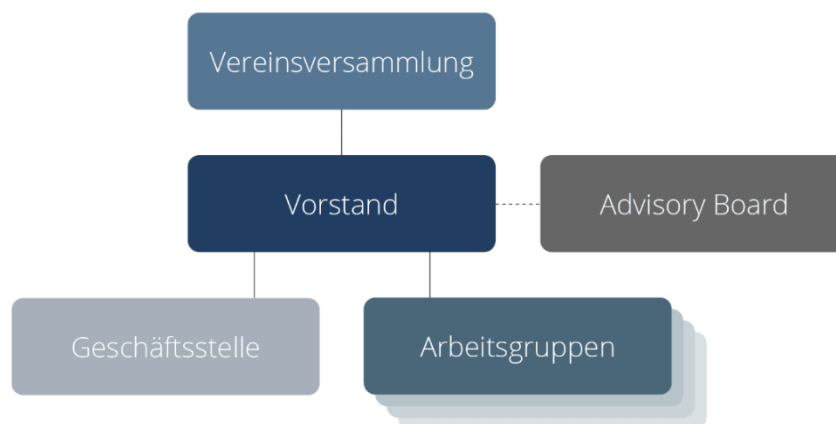 Vereinsversammlung
Vorstand
Advisory Board
Geschäftsstelle
Arbeitsgruppen